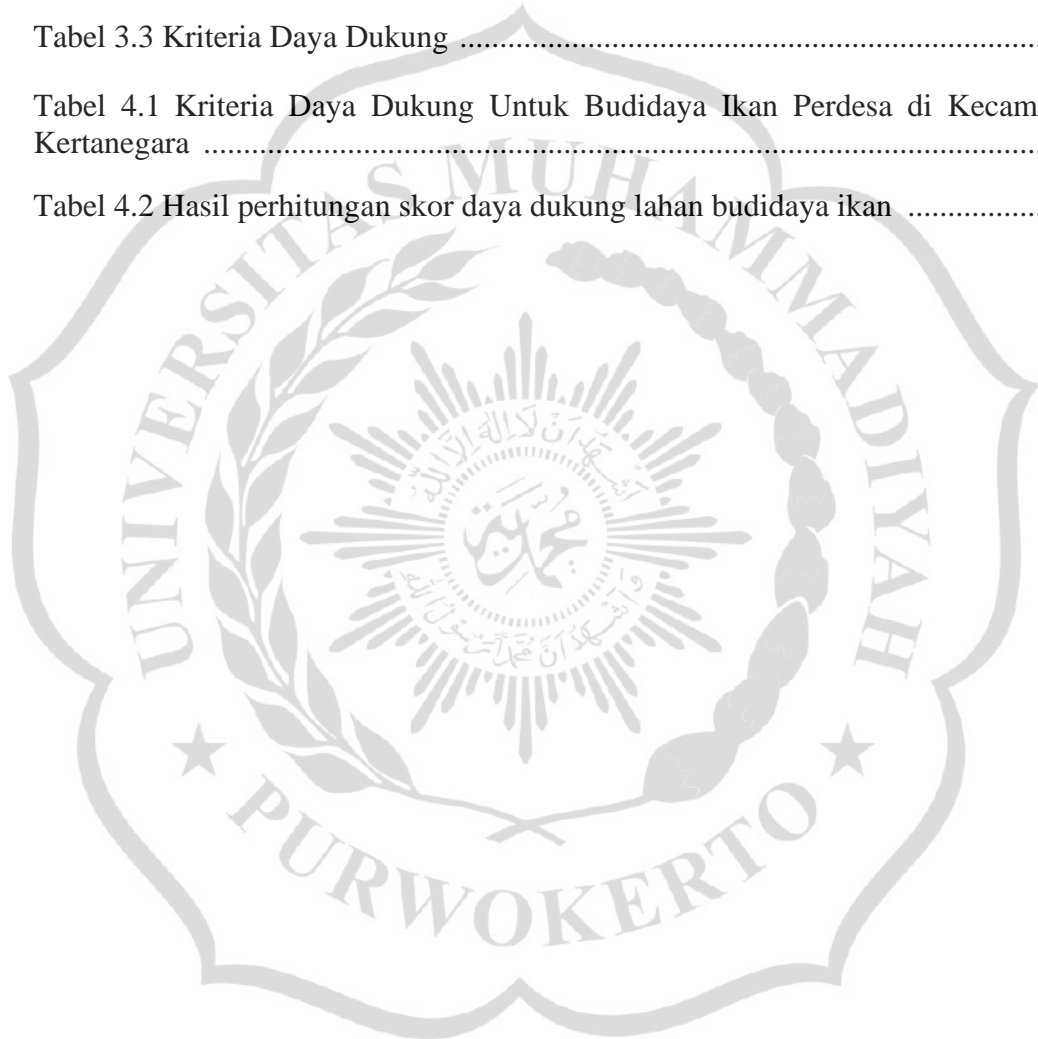 Tabel 3.3 Kriteria Daya Dukung ........................................................................
Tabel 4.1 Kriteria Daya Dukung Untuk Budidaya Ikan Perdesa di Kecam
Kertanegara ........................................................................................................
Tabel 4.2 Hasil perhitungan skor daya dukung lahan budidaya ikan ................
UNIVERSITAS MUHAMMADIYAH
PURWOKERTO